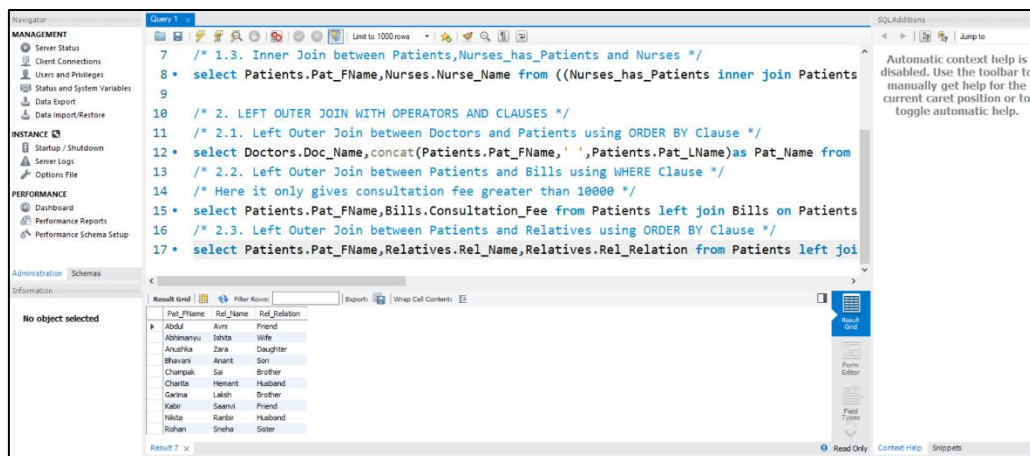 Navigator
MANAGEMENT
Server Status
Client Connections
Users and Privileges
Status and System Variables
Data Export
Data Import/Restore
INSTANCE
Startup / Shutdown
Server Logs
Options File
PERFORMANCE
Dashboard
Performance Reports
Performance Schema Setup
Administration Schemas
Information
No object selected
Query 1
Limit to 1000 rows
7 /* 1.3. Inner Join between Patients,Nurses_has_Patients and Nurses */
8 select Patients.Pat_FName,Nurses.Nurse_Name from ((Nurses_has_Patients inner join Patients
9
10 /* 2. LEFT OUTER JOIN WITH OPERATORS AND CLAUSES */
11 /* 2.1. Left Outer Join between Doctors and Patients using ORDER BY Clause */
12 select Doctors.Doc_Name,concat(Patients.Pat_FName,' ',Patients.Pat_LName)as Pat_Name from
13 /* 2.2. Left Outer Join between Patients and Bills using WHERE Clause */
14 /* Here it only gives consultation fee greater than 10000 */
15 select Patients.Pat_FName,Bills.Consultation_Fee from Patients left join Bills on Patients
16 /* 2.3. Left Outer Join between Patients and Relatives using ORDER BY Clause */
17 select Patients.Pat_FName,Relatives.Rel_Name,Relatives.Rel_Relation from Patients left joi
Result Grid Filter Rows: Export: Wrap Cell Content:
Pat_FName Rel_Name Rel_Relation
Abdul Avni Friend
Abhimanyu Ishita Wife
Anushka Zara Daughter
Bhavani Anant Son
Champak Sai Brother
Charita Hemant Husband
Garima Laksh Brother
Kabir Saanvi Friend
Nikita Ranbir Husband
Rohan Sneha Sister
Result Grid
Form Editor
Field Types
Result 7
Read Only
SQLAdditions
Jump to
Automatic context help is
disabled. Use the toolbar to
manually get help for the
current caret position or to
toggle automatic help.
Context Help Snippets